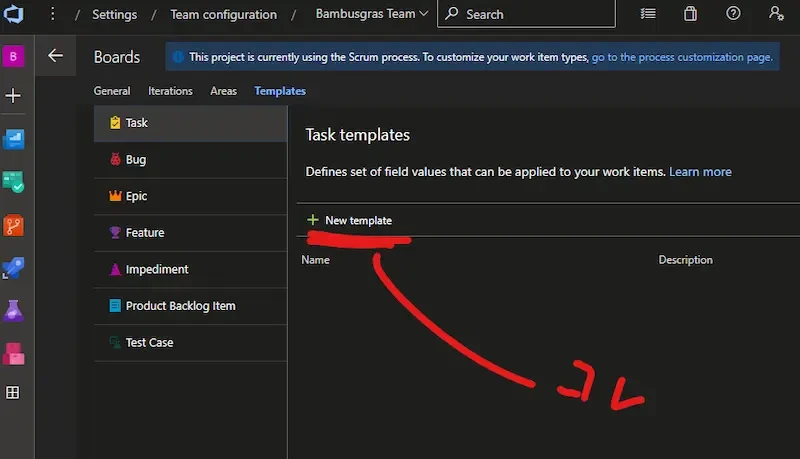 Settings / Team configuration / Bambusgras Team Search
B
Boards
This project is currently using the Scrum process. To customize your work item types, go to the process customization page.
General Iterations Areas Templates
Task
Bug
Epic
Feature
Impediment
Product Backlog Item
Test Case
Task templates
Defines set of field values that can be applied to your work items. Learn more
+ New template
Name Description